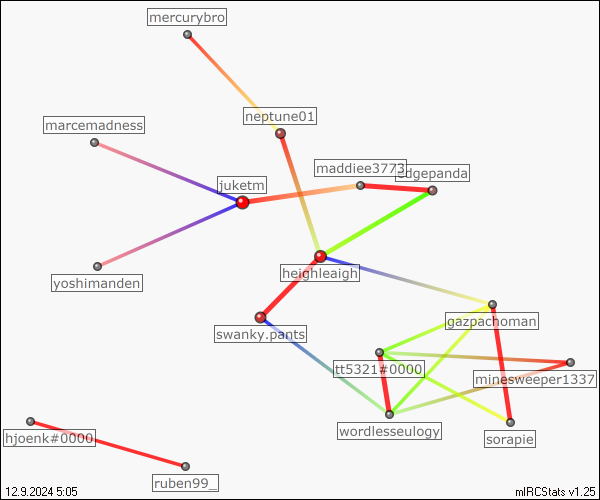 mercurybro
neptune01
marcemadness
maddiee3773
edgepanda
juketm
heighleaigh
yoshimanden
gazpachoman
swanky.pants
tt5321#0000
minesweeper1337
wordlesseulogy
sorapie
hjoenk#0000
ruben99_
12.9.2024 5:05
mIRCStats v1.25